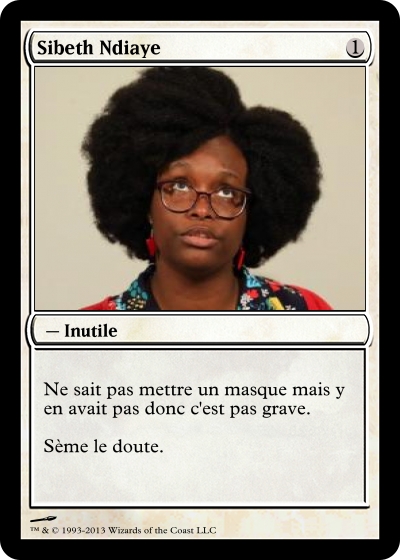 Sibeth Ndiaye
1
— Inutile
Ne sait pas mettre un masque mais y
en avait pas donc c'est pas grave.
Sème le doute.
™ & © 1993-2013 Wizards of the Coast LLC